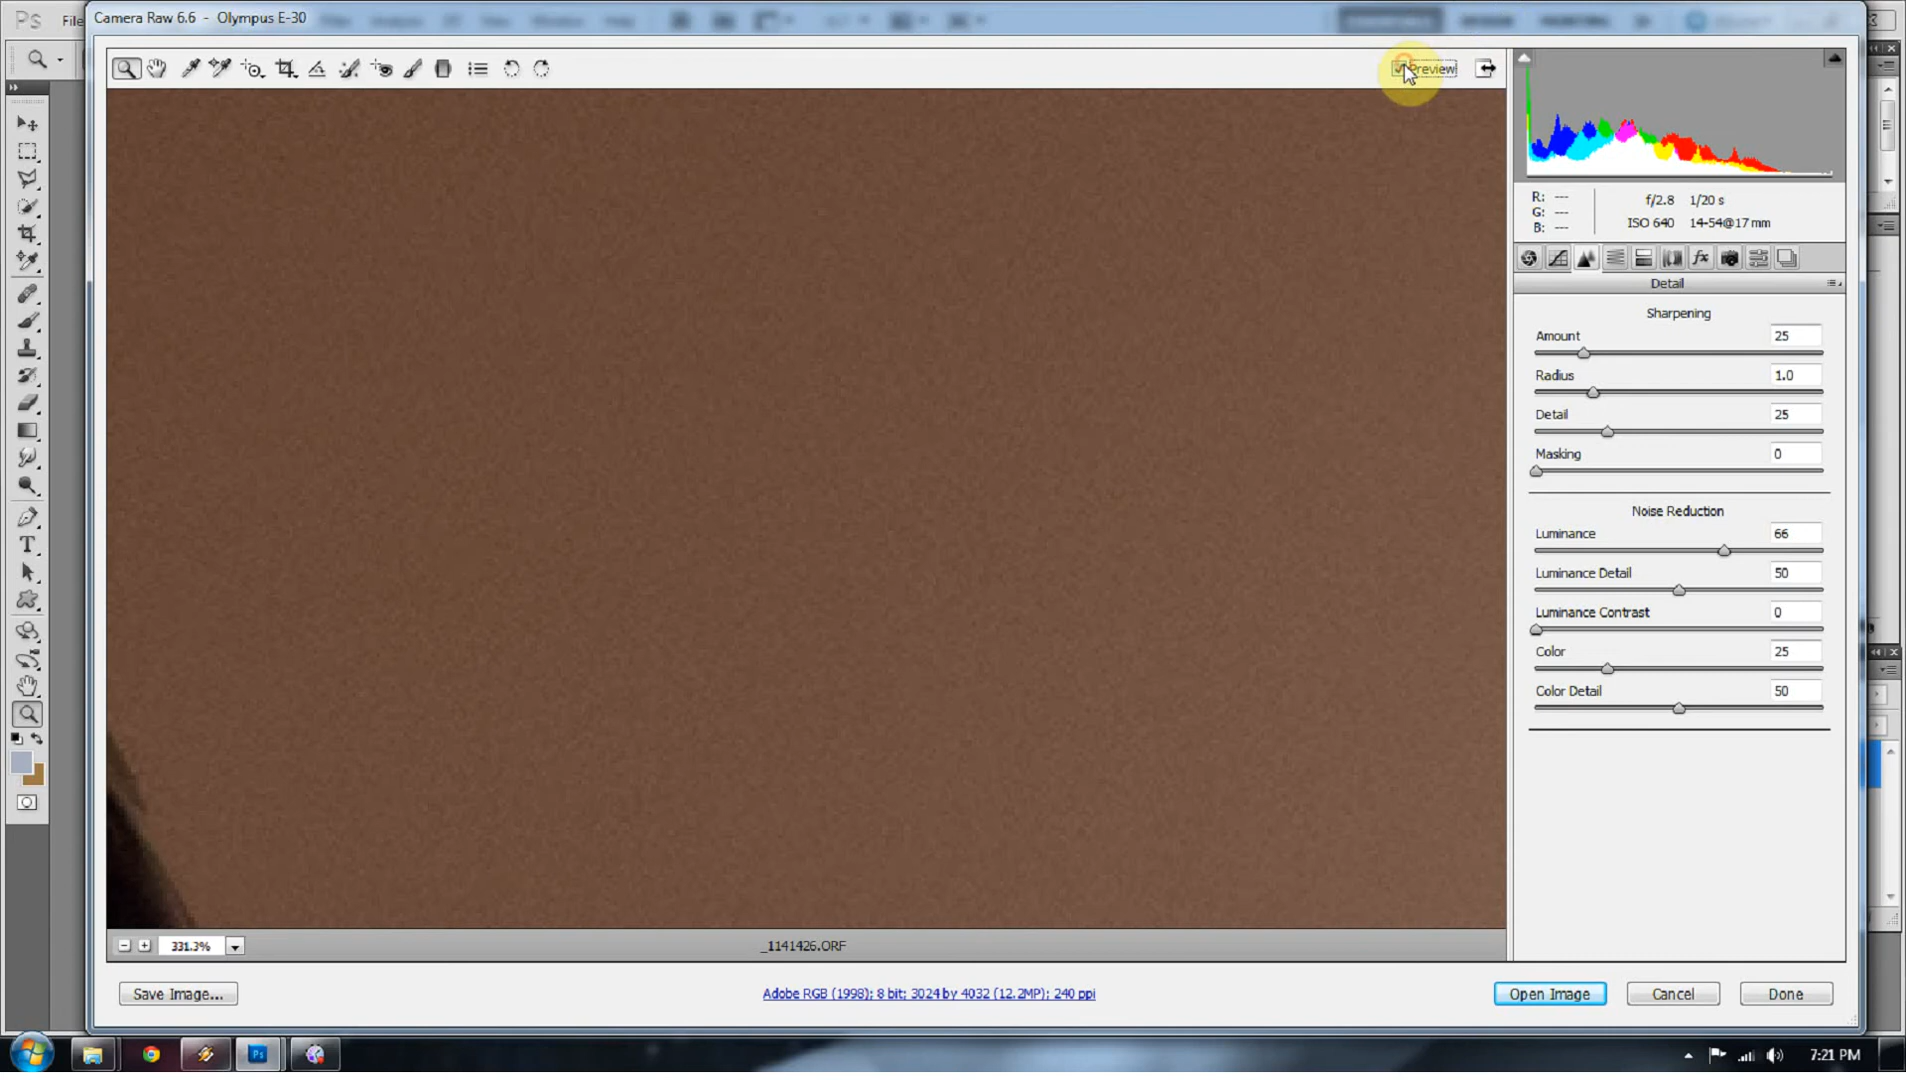 Camera Raw 6.6 - Olympus E-30
Ps
File
Preview
R: ---
G: ---
B: ---
f/2.8 1/20 s
ISO 640 14-54@17 mm
Detail
Sharpening
Amount 25
Radius 1.0
Detail 25
Masking 0
Noise Reduction
Luminance 66
Luminance Detail 50
Luminance Contrast 0
Color 25
Color Detail 50
331.3%
_1141426.ORF
Save Image...
Adobe RGB (1998); 8 bit; 3024 by 4032 (12.2MP); 240 ppi
Open Image
Cancel
Done
Ps
7:21 PM